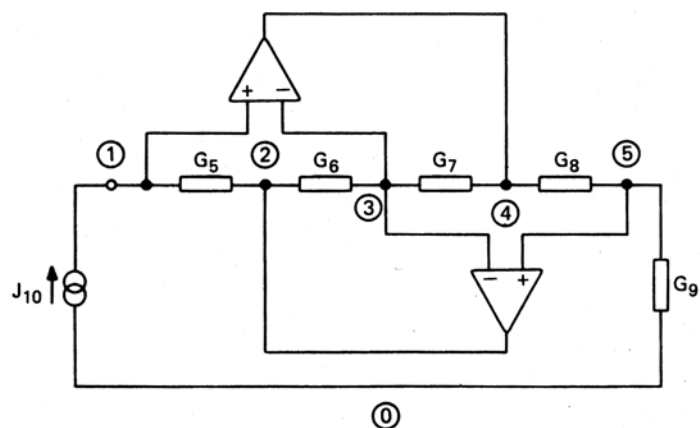 + −
① G₅ ② G₆ G₇ ⑤
G₈
③ ④
− +
J₁₀ G₉
⓪